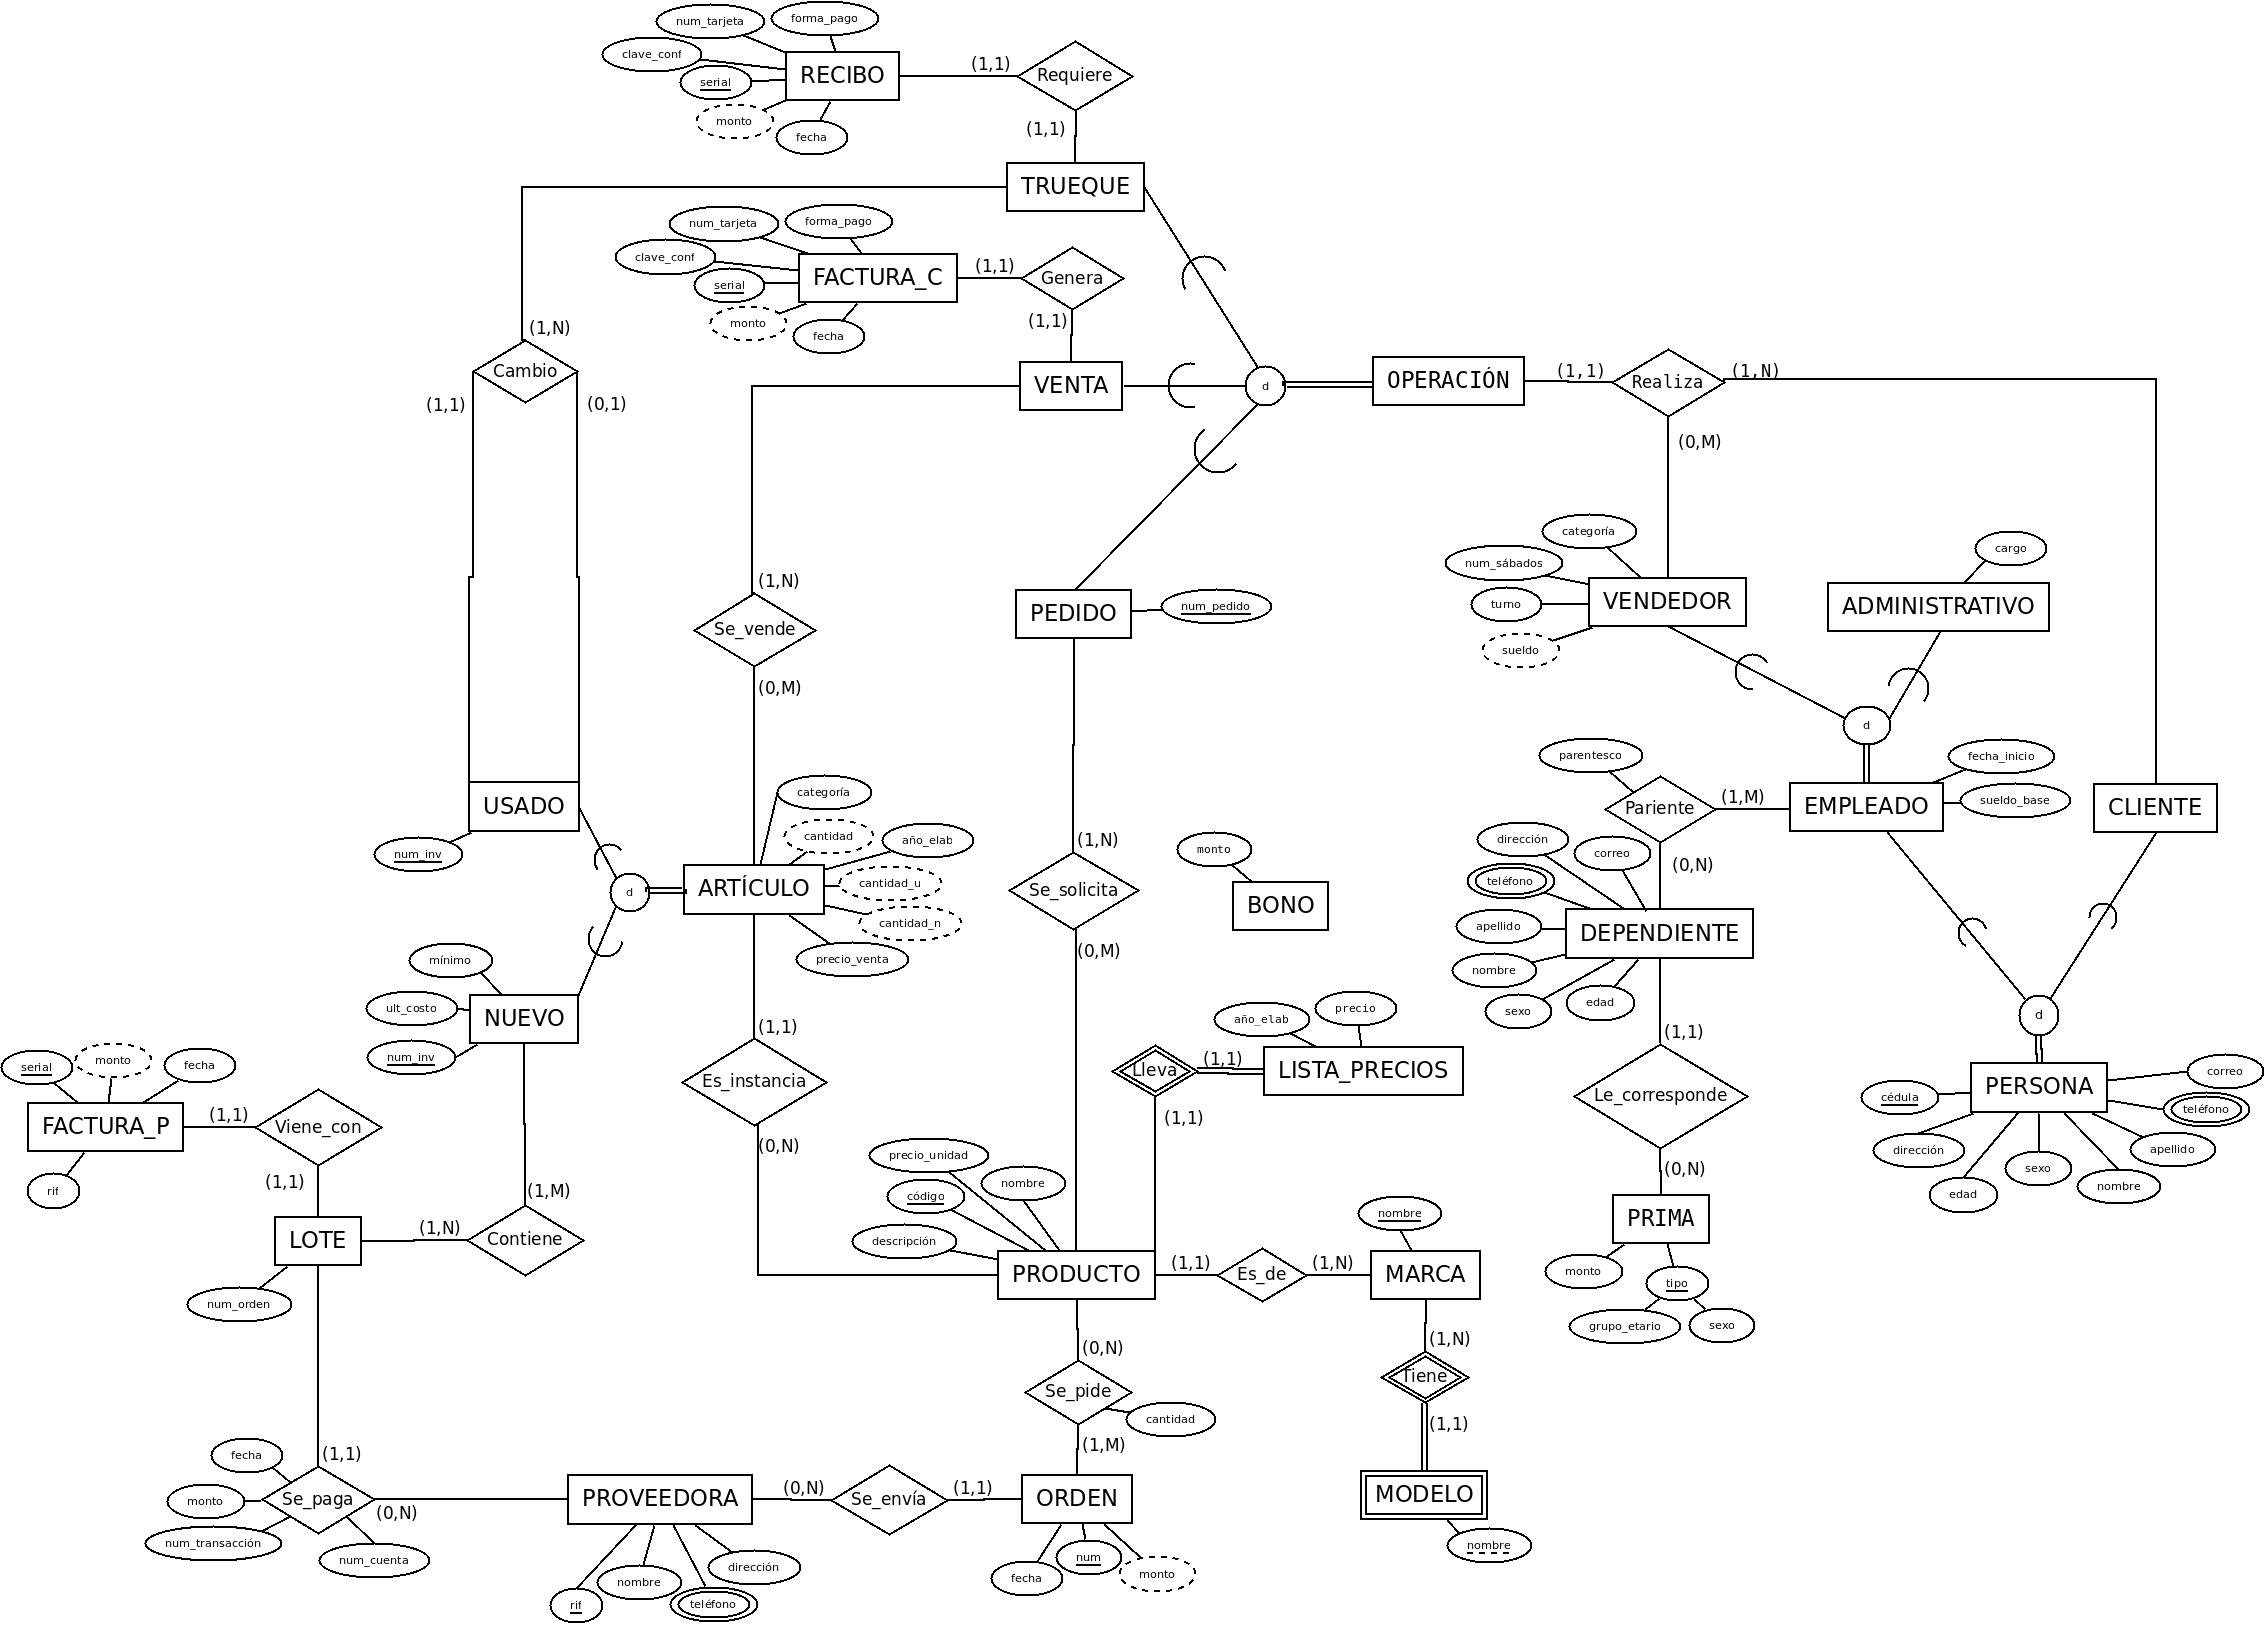 num_tarjeta
forma_pago
clave_conf
RECIBO
(1,1)
Requiere
serial
monto
fecha
(1,1)
TRUEQUE
num_tarjeta
forma_pago
clave_conf
FACTURA_C
(1,1)
Genera
serial
monto
fecha
(1,1)
(1,N)
Cambio
(1,1)
(0,1)
VENTA
d
OPERACIÓN
(1,1)
Realiza
(1,N)
(0,M)
categoría
num_sábados
turno
VENDEDOR
sueldo
cargo
ADMINISTRATIVO
(1,N)
Se_vende
(0,M)
PEDIDO
num_pedido
d
parentesco
Pariente
(1,M)
EMPLEADO
fecha_inicio
sueldo_base
CLIENTE
USADO
num_inv
categoría
cantidad
año_elab
d
ARTÍCULO
cantidad_u
cantidad_n
precio_venta
(1,N)
Se_solicita
(0,M)
monto
BONO
dirección
correo
(0,N)
teléfono
apellido
DEPENDIENTE
nombre
sexo
edad
mínimo
ult_costo
NUEVO
num_inv
(1,1)
Es_instancia
(0,N)
año_elab
precio
Lleva
(1,1)
LISTA_PRECIOS
(1,1)
(1,1)
Le_corresponde
(0,N)
d
PERSONA
correo
cédula
teléfono
dirección
apellido
sexo
edad
nombre
serial
monto
fecha
FACTURA_P
(1,1)
Viene_con
rif
(1,1)
(1,M)
LOTE
(1,N)
Contiene
num_orden
precio_unidad
código
nombre
descripción
PRODUCTO
(1,1)
Es_de
(1,N)
MARCA
nombre
PRIMA
monto
tipo
grupo_etario
sexo
(0,N)
Se_pide
cantidad
(1,M)
(1,N)
Tiene
(1,1)
MODELO
nombre
fecha
(1,1)
monto
Se_paga
(0,N)
num_transacción
num_cuenta
PROVEEDORA
(0,N)
Se_envía
(1,1)
ORDEN
rif
nombre
teléfono
dirección
fecha
num
monto